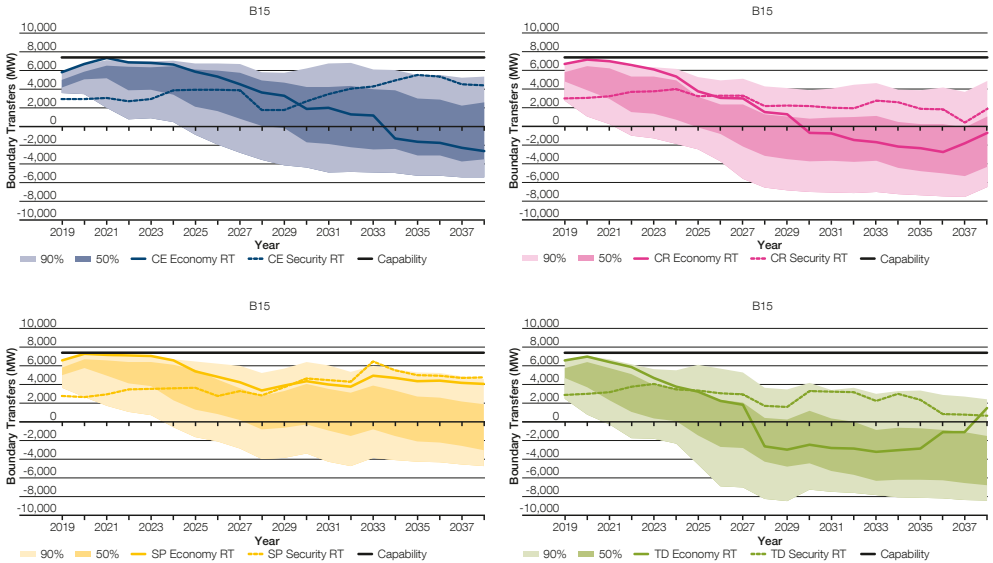 B15
Boundary Transfers (MW)
10,000
8,000
6,000
4,000
2,000
0
-2,000
-4,000
-6,000
-8,000
-10,000
2019 2021 2023 2025 2027 2029 2031 2033 2035 2037
Year
90% 50% CE Economy RT CE Security RT Capability
B15
Boundary Transfers (MW)
10,000
8,000
6,000
4,000
2,000
0
-2,000
-4,000
-6,000
-8,000
-10,000
2019 2021 2023 2025 2027 2029 2031 2033 2035 2037
Year
90% 50% CR Economy RT CR Security RT Capability
B15
Boundary Transfers (MW)
10,000
8,000
6,000
4,000
2,000
0
-2,000
-4,000
-6,000
-8,000
-10,000
2019 2021 2023 2025 2027 2029 2031 2033 2035 2037
Year
90% 50% SP Economy RT SP Security RT Capability
B15
Boundary Transfers (MW)
10,000
8,000
6,000
4,000
2,000
0
-2,000
-4,000
-6,000
-8,000
-10,000
2019 2021 2023 2025 2027 2029 2031 2033 2035 2037
Year
90% 50% TD Economy RT TD Security RT Capability